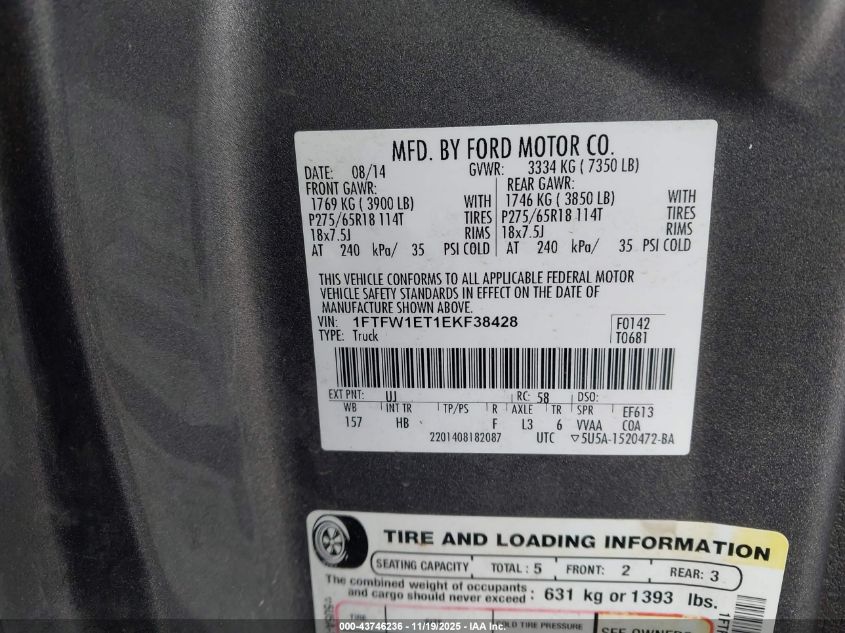 MFD. BY FORD MOTOR CO.
DATE: 08/14 GVWR: 3334 KG ( 7350 LB)
FRONT GAWR: REAR GAWR:
1769 KG ( 3900 LB) WITH 1746 KG ( 3850 LB) WITH
P275/65R18 114T TIRES P275/65R18 114T TIRES
18x7.5J RIMS 18x7.5J RIMS
AT 240 kPa/ 35 PSI COLD AT 240 kPa/ 35 PSI COLD
THIS VEHICLE CONFORMS TO ALL APPLICABLE FEDERAL MOTOR
VEHICLE SAFETY STANDARDS IN EFFECT ON THE DATE OF
MANUFACTURE SHOWN ABOVE.
VIN: 1FTFW1ET1EKF38428 F0142
TYPE: Truck T0681
EXT PNT: UJ RC: 58 DSO:
WB INT TR TP/PS R AXLE TR SPR EF613
157 HB F L3 6 VVAA COA
2201408182087 UTC ▽5U5A-1520472-BA
TIRE AND LOADING INFORMATION
SEATING CAPACITY TOTAL : 5 FRONT: 2 REAR: 3
The combined weight of occupants
and cargo should never exceed : 631 kg or 1393 lbs.
COLD TIRE PRESSURE SEE OWNERS
000-43746236 - 11/19/2025 - IAA Inc.